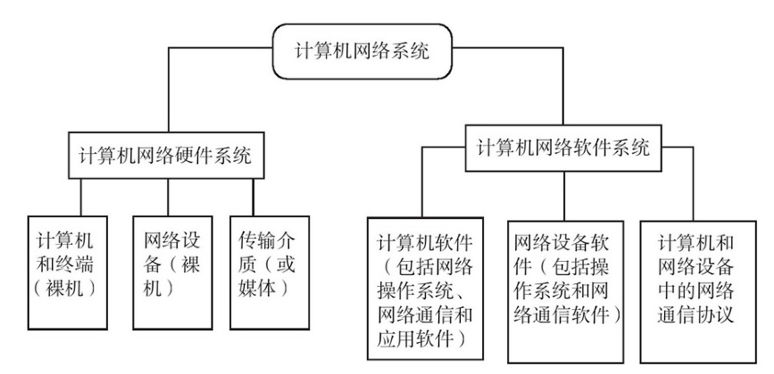 计算机网络系统
计算机网络硬件系统
计算机网络软件系统
计算机
和终端
(裸机)
网络设
备(裸
机)
传输介
质(或
媒体)
计算机软件
(包括网络
操作系统、
网络通信和
应用软件)
网络设备软
件(包括操
作系统和网
络通信软件)
计算机和
网络设备
中的网络
通信协议